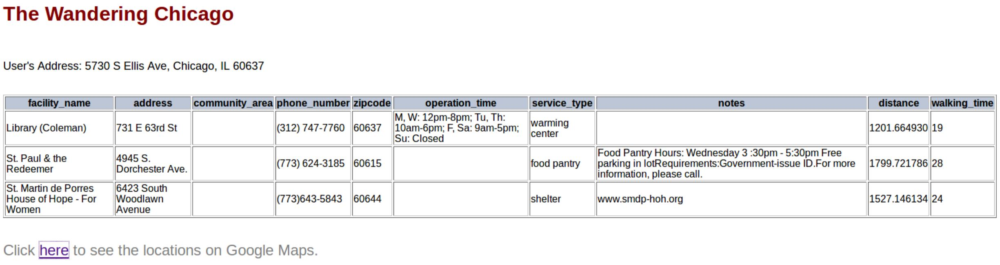 The Wandering Chicago
User's Address: 5730 S Ellis Ave, Chicago, IL 60637
facility_name address community_area phone_number zipcode operation_time service_type notes distance walking_time
Library (Coleman) 731 E 63rd St (312) 747-7760 60637 M, W: 12pm-8pm; Tu, Th:
10am-6pm; F, Sa: 9am-5pm;
Su: Closed warming
center 1201.664930 19
St. Paul & the
Redeemer 4945 S.
Dorchester Ave. (773) 624-3185 60615 food pantry Food Pantry Hours: Wednesday 3 :30pm - 5:30pm Free
parking in lotRequirements:Government-issue ID.For more
information, please call. 1799.721786 28
St. Martin de Porres
House of Hope - For
Women 6423 South
Woodlawn
Avenue (773)643-5843 60644 shelter www.smdp-hoh.org 1527.146134 24
Click here to see the locations on Google Maps.